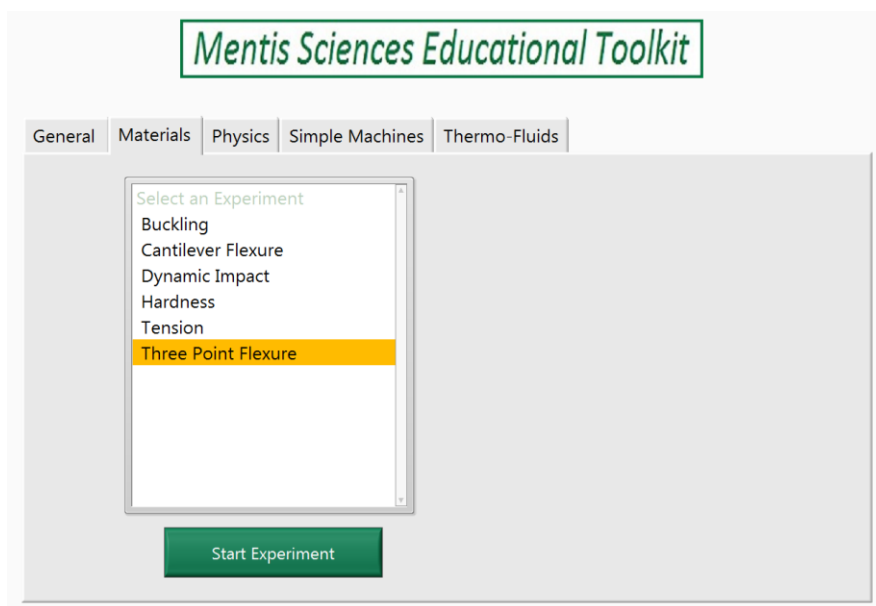 Mentis Sciences Educational Toolkit
General Materials Physics Simple Machines Thermo-Fluids
Select an Experiment
Buckling
Cantilever Flexure
Dynamic Impact
Hardness
Tension
Three Point Flexure
Start Experiment